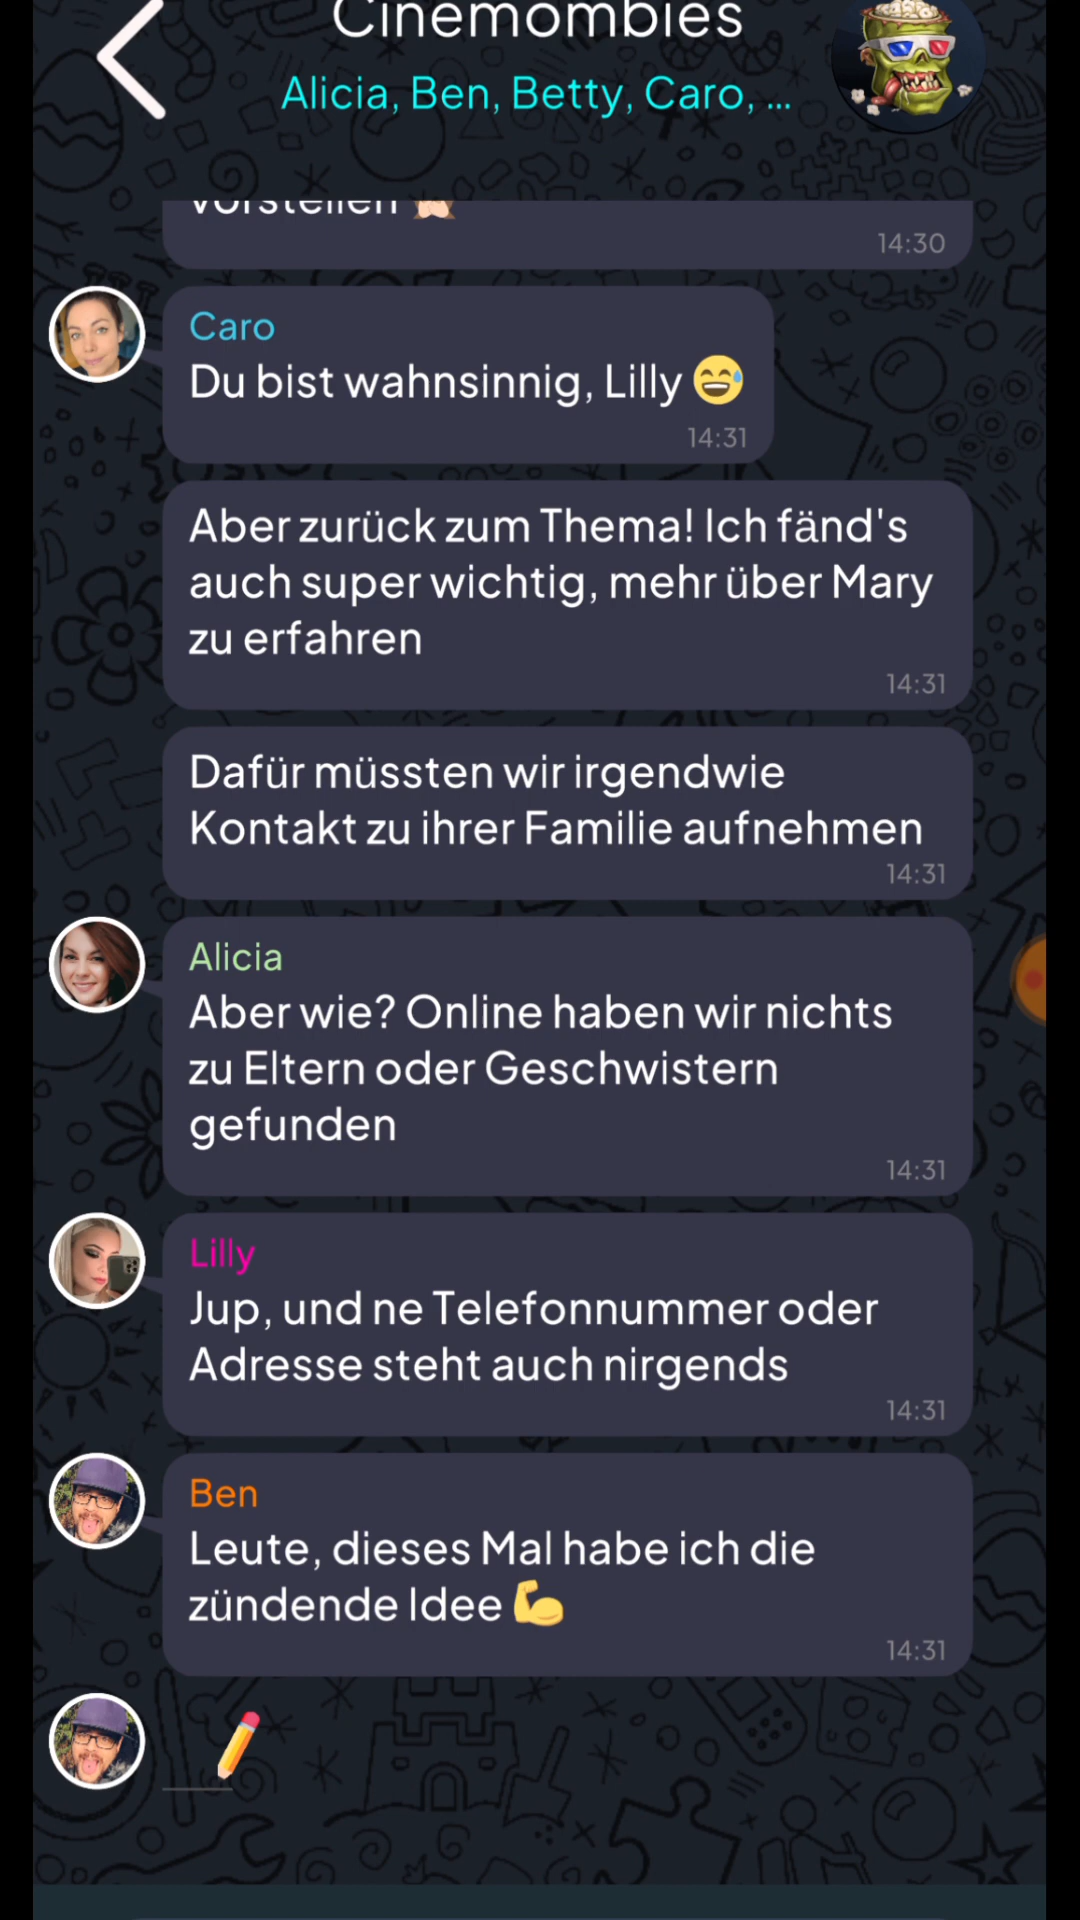 Cinemombies
Alicia, Ben, Betty, Caro, ...
vorstellen 🙈
14:30
Caro
Du bist wahnsinnig, Lilly 😅
14:31
Aber zurück zum Thema! Ich fänd's
auch super wichtig, mehr über Mary
zu erfahren
14:31
Dafür müssten wir irgendwie
Kontakt zu ihrer Familie aufnehmen
14:31
Alicia
Aber wie? Online haben wir nichts
zu Eltern oder Geschwistern
gefunden
14:31
Lilly
Jup, und ne Telefonnummer oder
Adresse steht auch nirgends
14:31
Ben
Leute, dieses Mal habe ich die
zündende Idee 💪
14:31